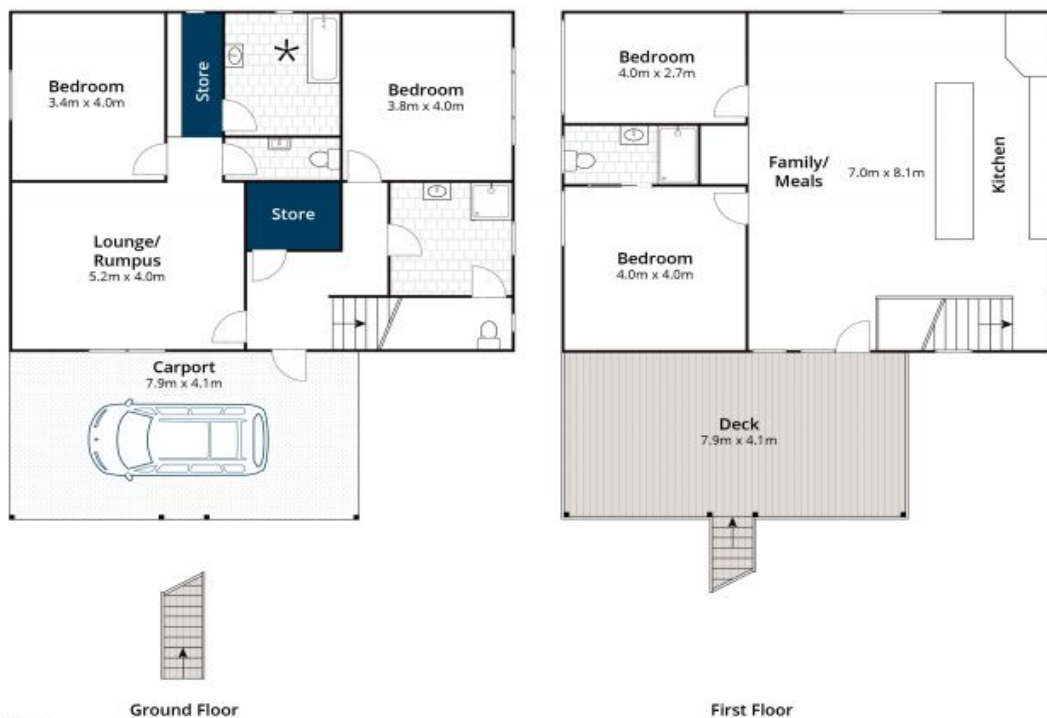 Bedroom
3.4m x 4.0m
Store
Bedroom
3.8m x 4.0m
Lounge/
Rumpus
5.2m x 4.0m
Store
Carport
7.9m x 4.1m
Ground Floor
Bedroom
4.0m x 2.7m
Family/
Meals
7.0m x 8.1m
Kitchen
Bedroom
4.0m x 4.0m
Deck
7.9m x 4.1m
First Floor